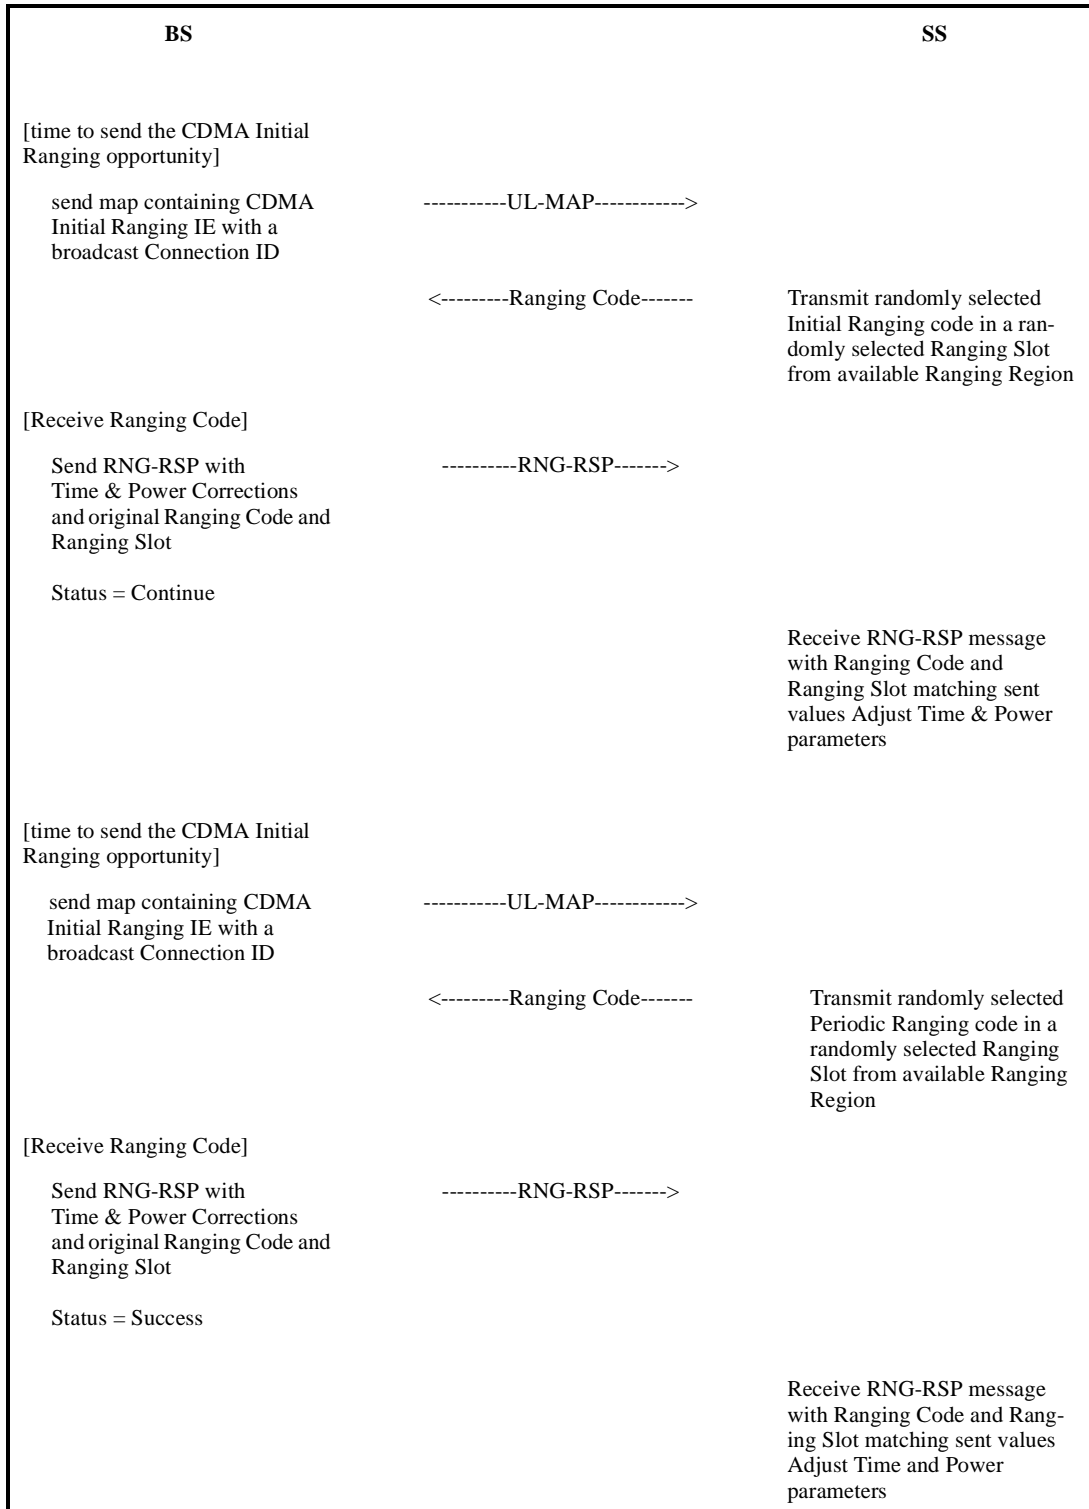 BS
SS
[time to send the CDMA Initial
Ranging opportunity]
send map containing CDMA
Initial Ranging IE with a
broadcast Connection ID
-----------UL-MAP------------>
<---------Ranging Code-------
Transmit randomly selected
Initial Ranging code in a ran-
domly selected Ranging Slot
from available Ranging Region
[Receive Ranging Code]
Send RNG-RSP with
Time & Power Corrections
and original Ranging Code and
Ranging Slot
----------RNG-RSP------->
Status = Continue
Receive RNG-RSP message
with Ranging Code and
Ranging Slot matching sent
values Adjust Time & Power
parameters
[time to send the CDMA Initial
Ranging opportunity]
send map containing CDMA
Initial Ranging IE with a
broadcast Connection ID
-----------UL-MAP------------>
<---------Ranging Code-------
Transmit randomly selected
Periodic Ranging code in a
randomly selected Ranging
Slot from available Ranging
Region
[Receive Ranging Code]
Send RNG-RSP with
Time & Power Corrections
and original Ranging Code and
Ranging Slot
----------RNG-RSP------->
Status = Success
Receive RNG-RSP message
with Ranging Code and Rang-
ing Slot matching sent values
Adjust Time and Power
parameters